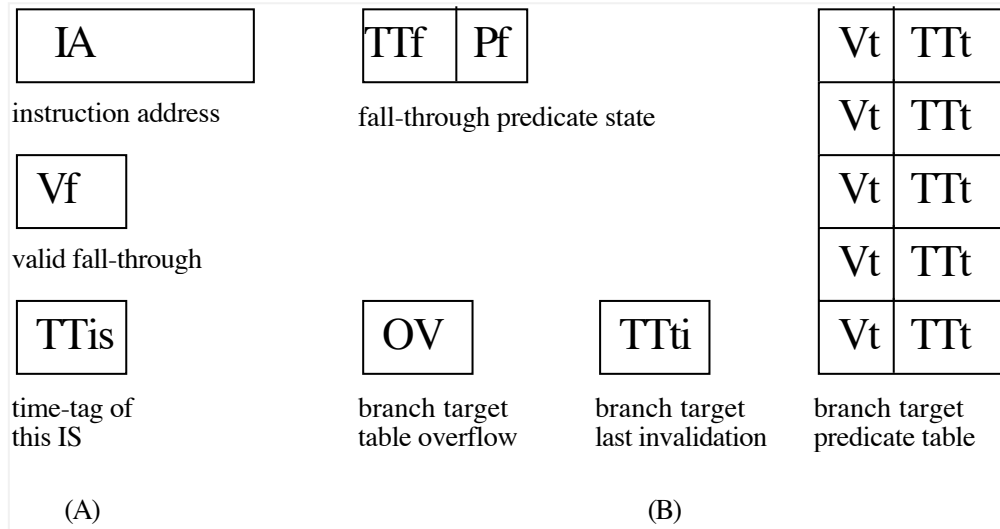 IA
TTf Pf
Vt TTt
instruction address
fall-through predicate state
Vt TTt
Vf
Vt TTt
valid fall-through
Vt TTt
TTis
OV
TTti
Vt TTt
time-tag of
this IS
branch target
table overflow
branch target
last invalidation
branch target
predicate table
(A)
(B)